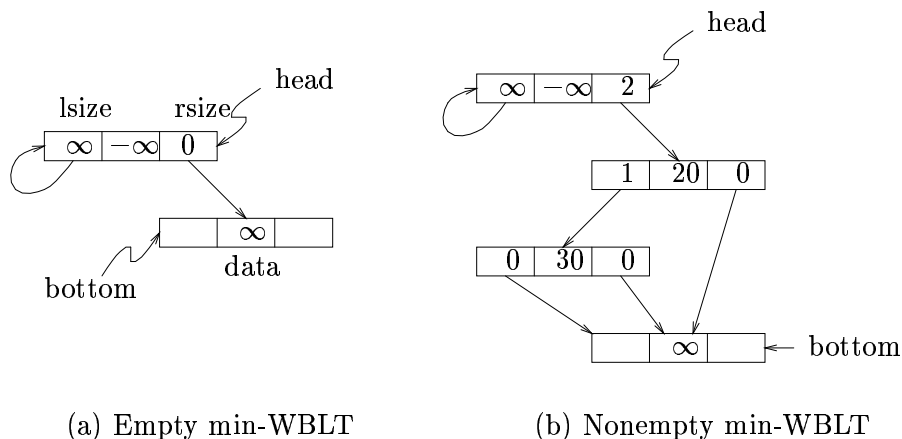 head
lsize rsize
∞ −∞ 0
∞
data
bottom
(a) Empty min-WBLT
head
∞ −∞ 2
1 20 0
0 30 0
∞
bottom
(b) Nonempty min-WBLT